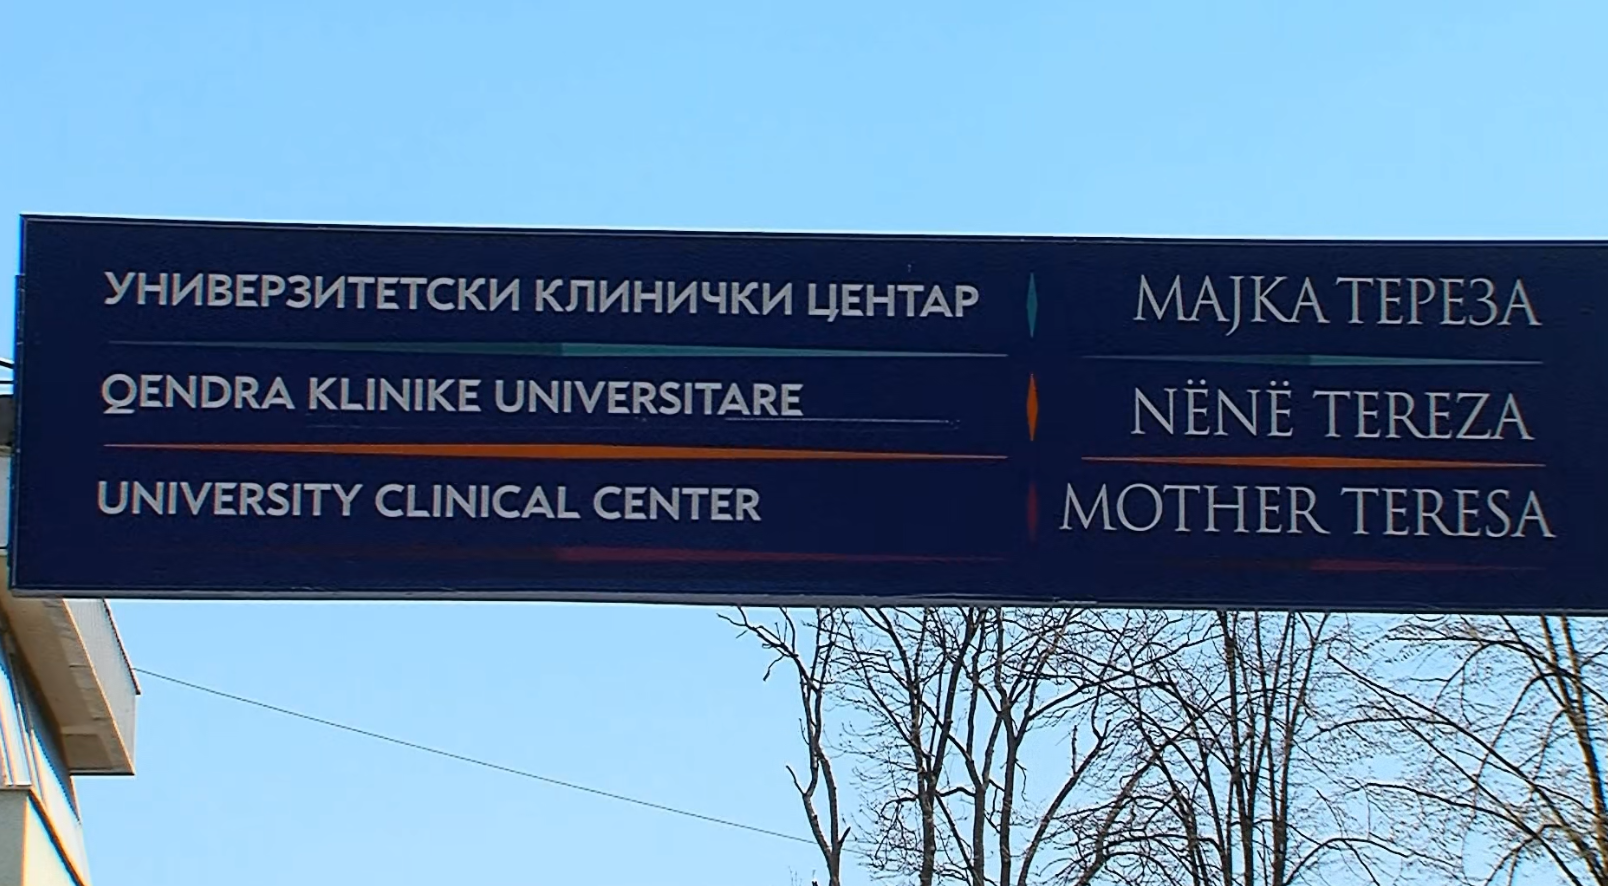 УНИВЕРЗИТЕТСКИ КЛИНИЧКИ ЦЕНТАР МАЈКА ТЕРЕЗА
QENDRA KLINIKE UNIVERSITARE NËNË TEREZA
UNIVERSITY CLINICAL CENTER MOTHER TERESA